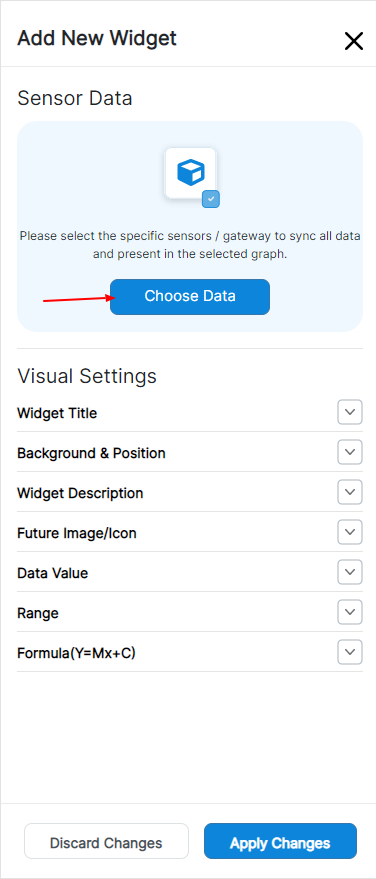 Add New Widget
Sensor Data
Please select the specific sensors / gateway to sync all data
and present in the selected graph.
Choose Data
Visual Settings
Widget Title
Background & Position
Widget Description
Future Image/Icon
Data Value
Range
Formula(Y=Mx+C)
Discard Changes
Apply Changes